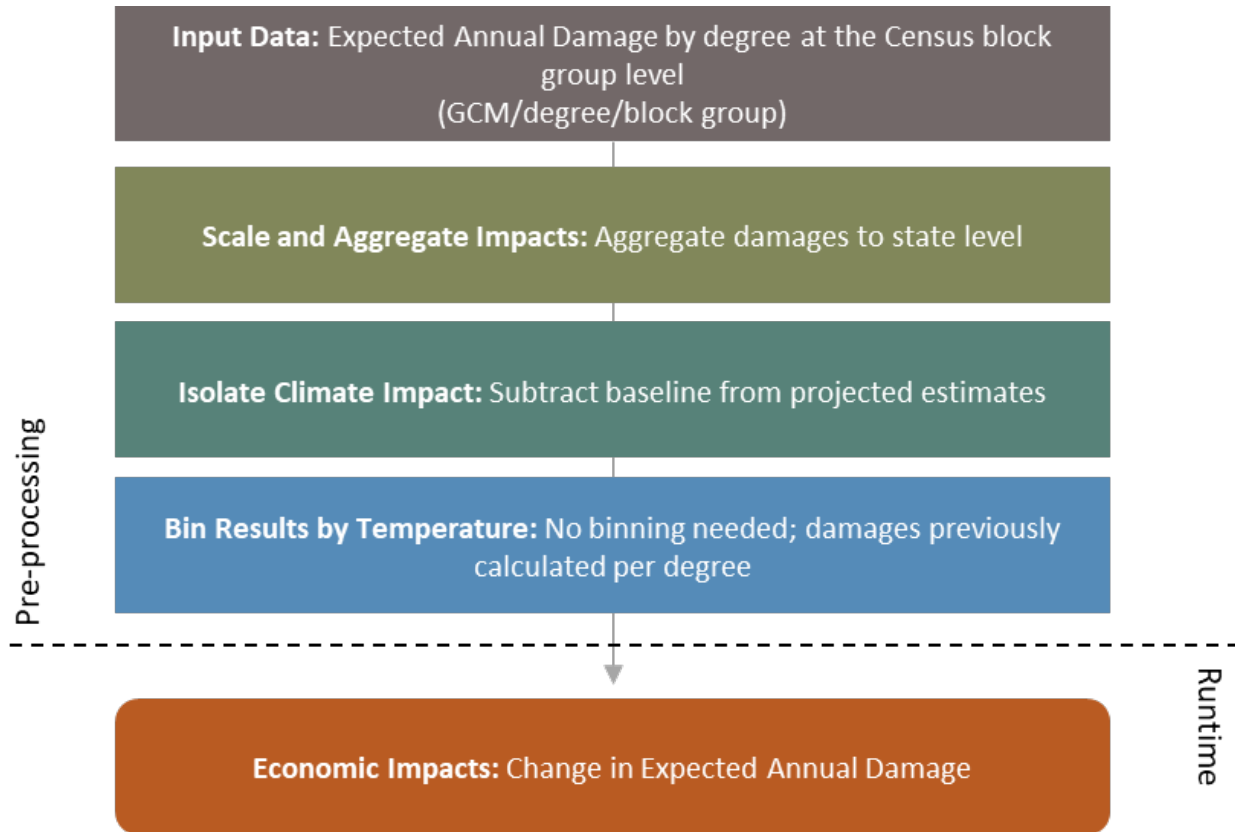 Input Data: Expected Annual Damage by degree at the Census block
group level
(GCM/degree/block group)
Scale and Aggregate Impacts: Aggregate damages to state level
Isolate Climate Impact: Subtract baseline from projected estimates
Bin Results by Temperature: No binning needed; damages previously
calculated per degree
Pre-processing
Runtime
Economic Impacts: Change in Expected Annual Damage